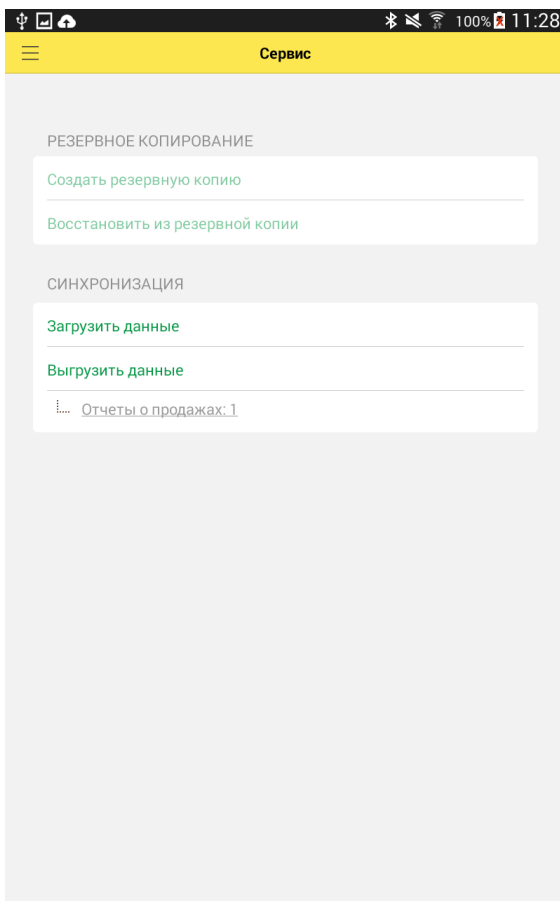 100% 11:28
Сервис
РЕЗЕРВНОЕ КОПИРОВАНИЕ
Создать резервную копию
Восстановить из резервной копии
СИНХРОНИЗАЦИЯ
Загрузить данные
Выгрузить данные
Отчеты о продажах: 1